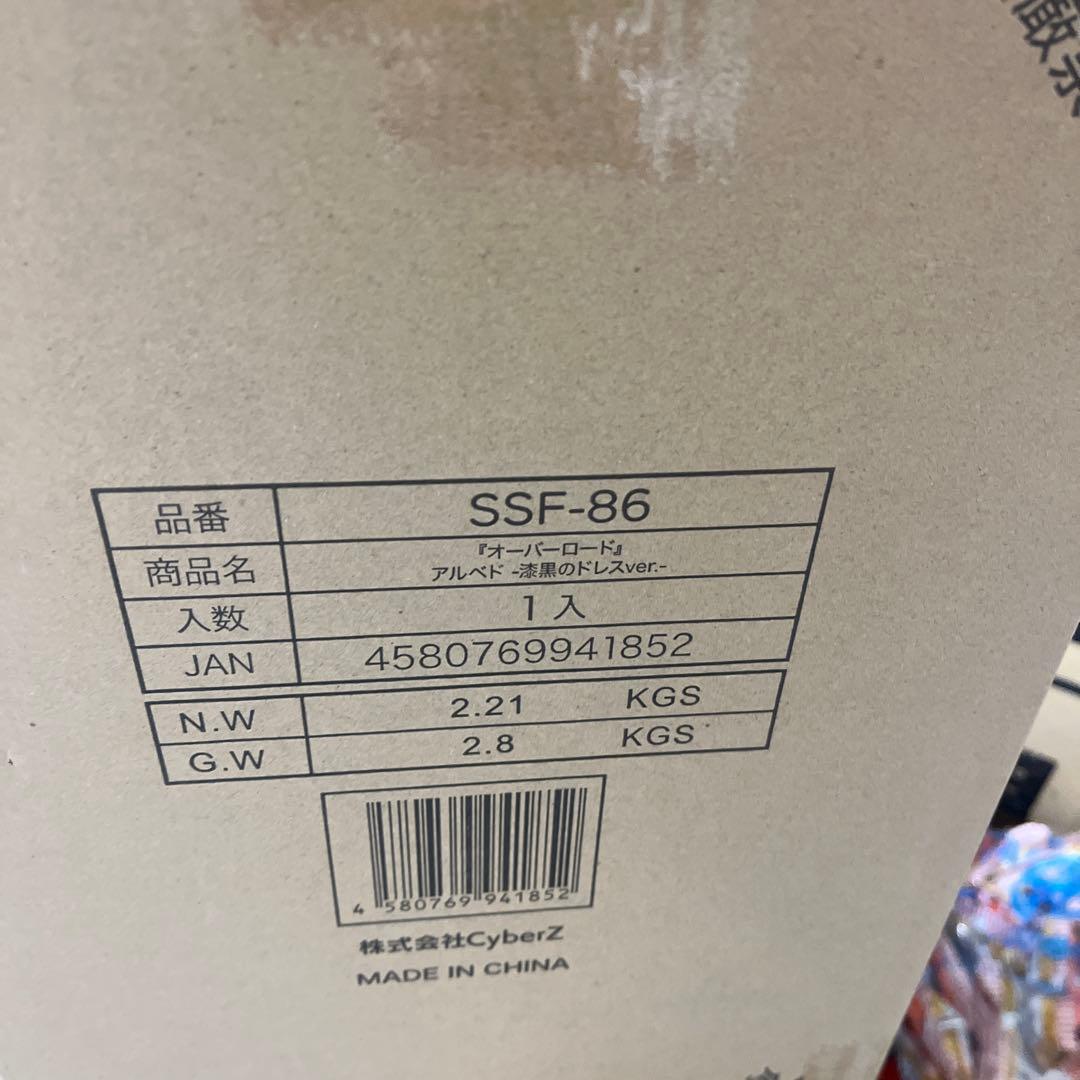 品番 SSF-86
商品名 『オーバーロード』
アルベド -漆黒のドレスver.-
入数 1入
JAN 4580769941852
N.W 2.21 KGS
G.W 2.8 KGS
4 580769 941852
株式会社CyberZ
MADE IN CHINA